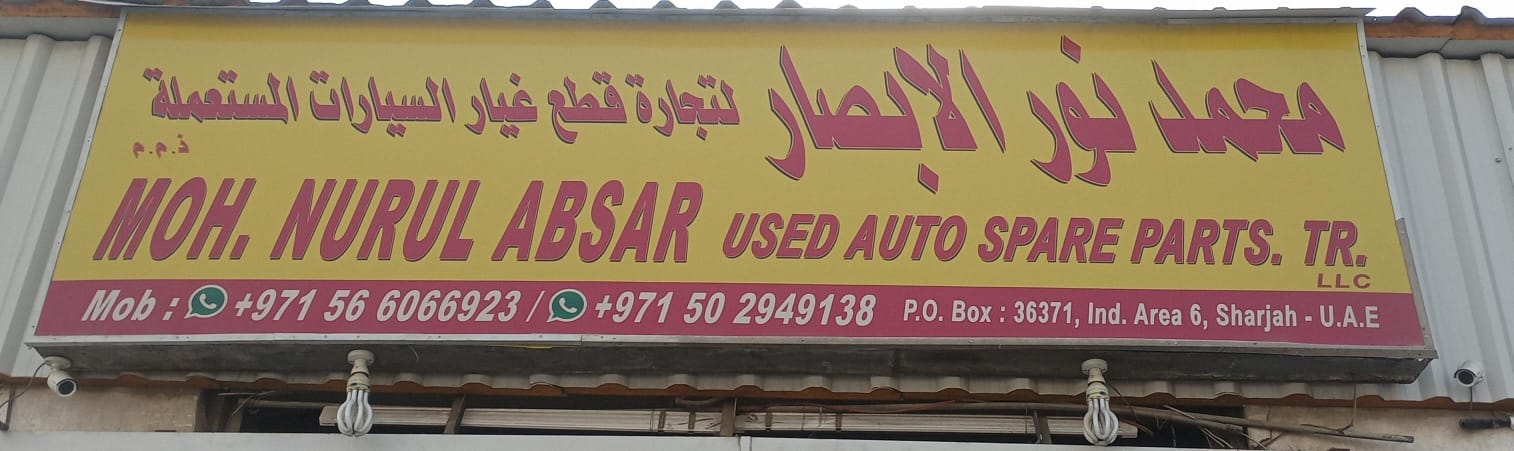 محمد نور الابصار لتجارة قطع غيار السيارات المستعملة
ذ.م.م
MOH. NURUL ABSAR USED AUTO SPARE PARTS. TR.
LLC
Mob : +971 56 6066923 / +971 50 2949138 P.O. Box : 36371, Ind. Area 6, Sharjah - U.A.E